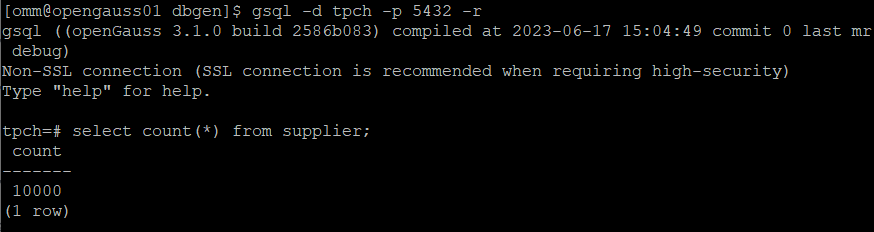 [omm@opengauss01 dbgen]$ gsql -d tpch -p 5432 -r
gsql ((openGauss 3.1.0 build 2586b083) compiled at 2023-06-17 15:04:49 commit 0 last mr
 debug)
Non-SSL connection (SSL connection is recommended when requiring high-security)
Type "help" for help.

tpch=# select count(*) from supplier;
 count
-------
 10000
(1 row)